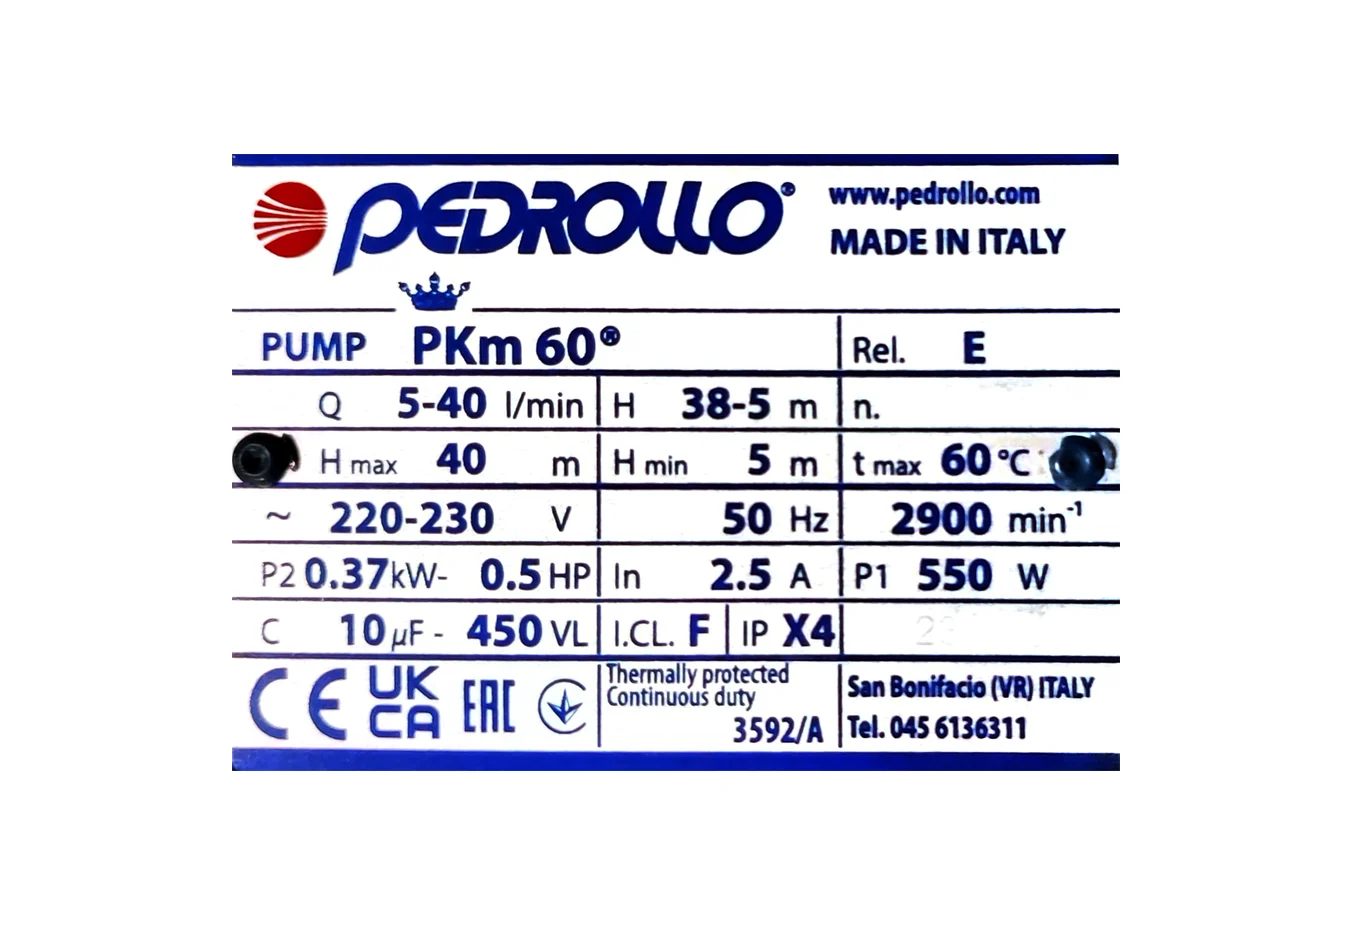 PEDROLLO® www.pedrollo.com
MADE IN ITALY
PUMP PKm 60® Rel. E
Q 5-40 l/min H 38-5 m n.
H max 40 m H min 5 m t max 60 °C
~ 220-230 V 50 Hz 2900 min⁻¹
P2 0.37 kW- 0.5 HP In 2.5 A P1 550 W
C 10 µF - 450 VL I.CL. F IP X4
CE UK CA EAC
Thermally protected
Continuous duty
3592/A
San Bonifacio (VR) ITALY
Tel. 045 6136311